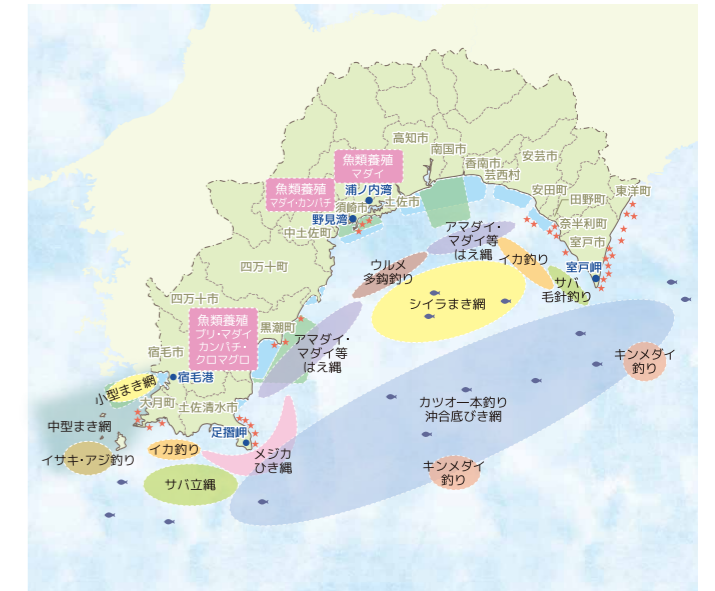 高知市
南国市
香南市
芸西村
安芸市
安田町
田野町
東洋町
奈半利町
室戸市
室戸岬
魚類養殖
マダイ
浦ノ内湾
魚類養殖
マダイ・カンパチ
須崎市
土佐市
野見湾
中土佐町
アマダイ・
マダイ等
はえ縄
イカ釣り
サバ
毛針釣り
ウルメ
多鈎釣り
シイラまき網
四万十町
四万十市
魚類養殖
ブリ・マダイ
カンパチ・
クロマグロ
黒潮町
アマダイ・
マダイ等
はえ縄
宿毛市
宿毛港
小型まき網
大月町
土佐清水市
中型まき網
足摺岬
イサキ・アジ釣り
イカ釣り
メジカ
ひき縄
サバ立縄
カツオ一本釣り
沖合底びき網
キンメダイ
釣り
キンメダイ
釣り